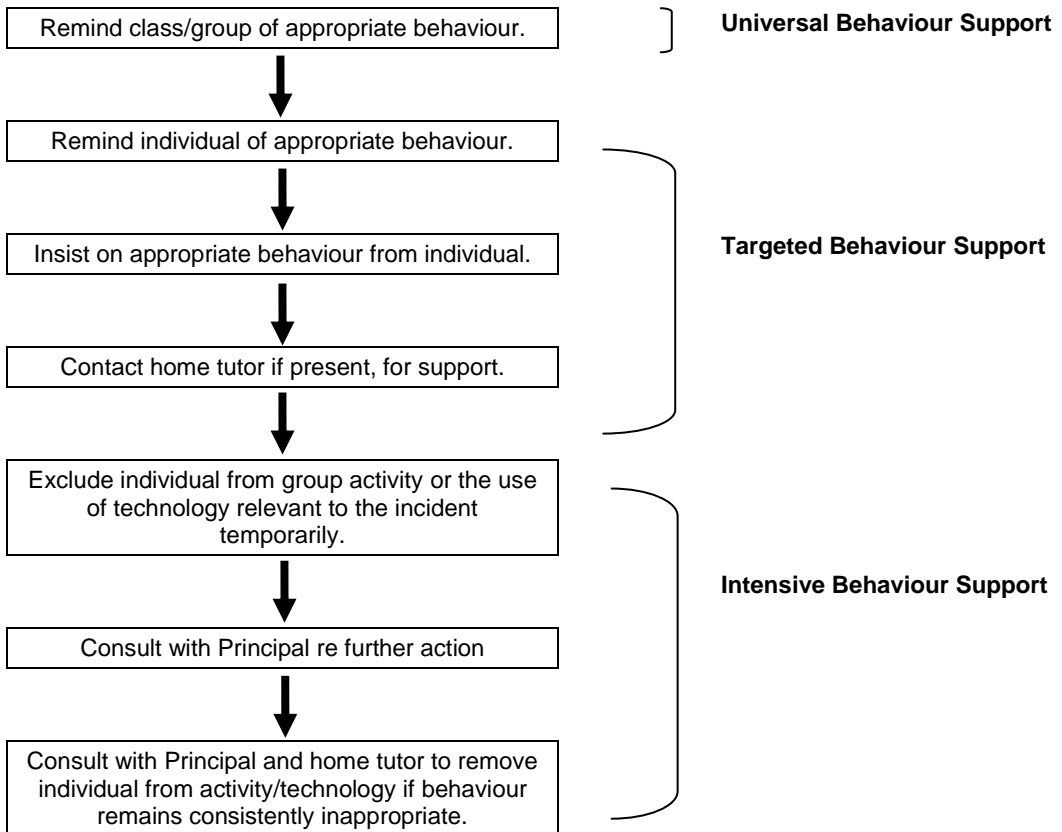 Remind class/group of appropriate behaviour.
Universal Behaviour Support
Remind individual of appropriate behaviour.
Insist on appropriate behaviour from individual.
Targeted Behaviour Support
Contact home tutor if present, for support.
Exclude individual from group activity or the use
of technology relevant to the incident
temporarily.
Intensive Behaviour Support
Consult with Principal re further action
Consult with Principal and home tutor to remove
individual from activity/technology if behaviour
remains consistently inappropriate.